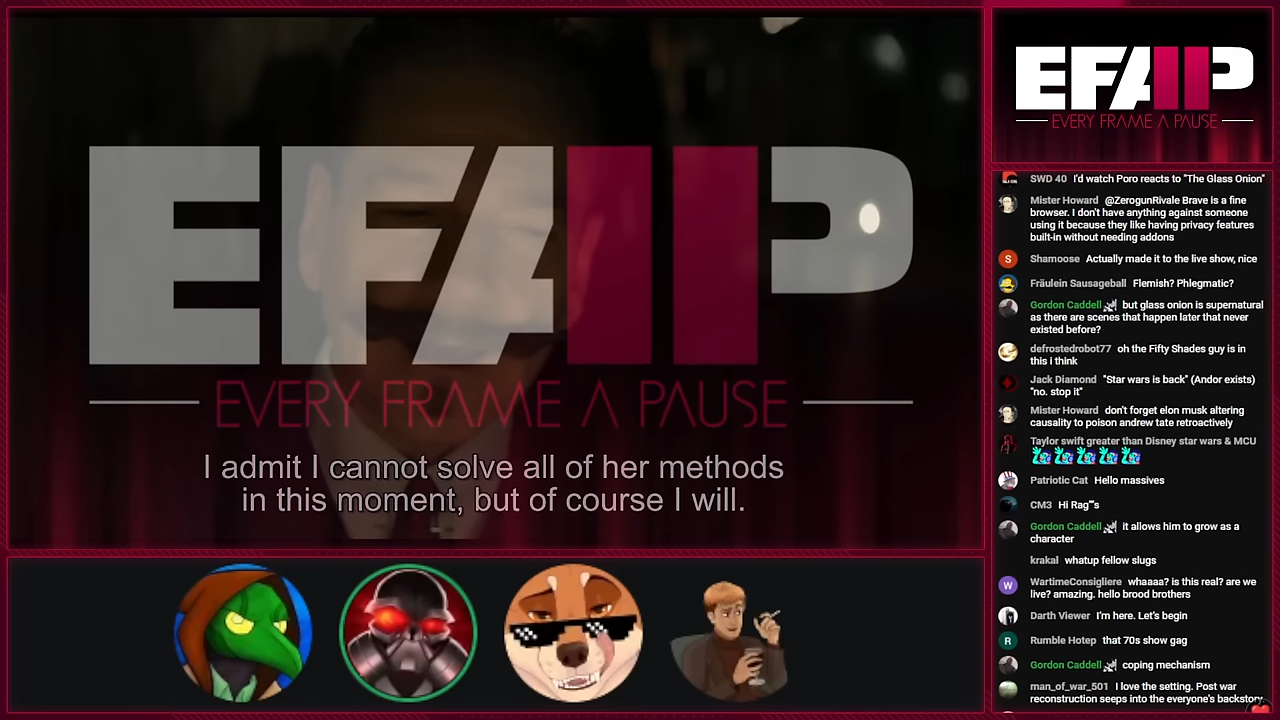 EFAP
EVERY FRAME A PAUSE
I admit I cannot solve all of her methods
in this moment, but of course I will.
EFAP
EVERY FRAME A PAUSE
SWD 40 I'd watch Poro reacts to "The Glass Onion"
Mister Howard @ZerogunRivale Brave is a fine
browser. I don't have anything against someone
using it because they like having privacy features
built-in without needing addons
S
Shamoose Actually made it to the live show, nice
Fräulein Sausageball Flemish? Phlegmatic?
Gordon Caddell but glass onion is supernatural
as there are scenes that happen later that never
existed before?
defrostedrobot77 oh the Fifty Shades guy is in
this i think
Jack Diamond "Star wars is back" (Andor exists)
"no. stop it"
Mister Howard don't forget elon musk altering
causality to poison andrew tate retroactively
Taylor swift greater than Disney star wars & MCU
Patriotic Cat Hello massives
CM3 Hi Rag"'s
Gordon Caddell it allows him to grow as a
character
krakal whatup fellow slugs
W
WartimeConsigliere whaaaa? is this real? are we
live? amazing. hello brood brothers
Darth Viewer I'm here. Let's begin
R
Rumble Hotep that 70s show gag
Gordon Caddell coping mechanism
man_of_war_501 I love the setting. Post war
reconstruction seeps into the everyone's backstory